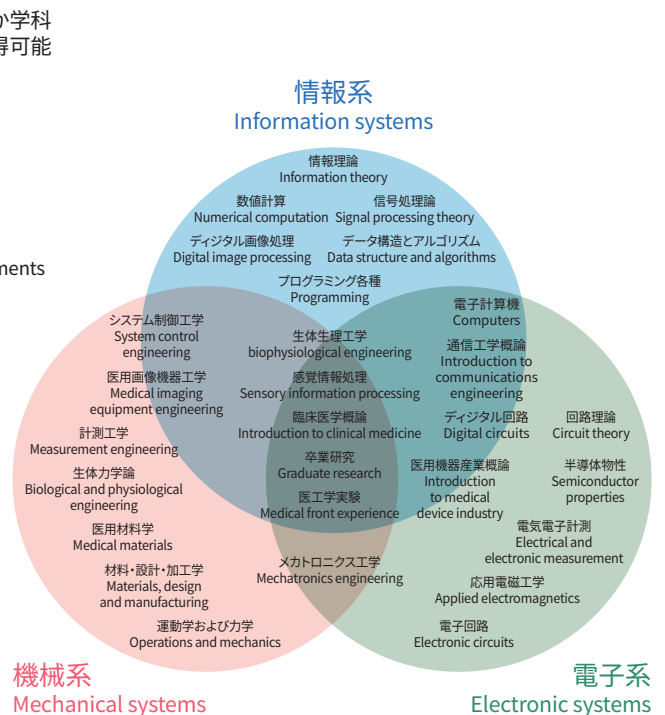 か学科
得可能
情報系
Information systems
情報理論
Information theory
数値計算
Numerical computation
信号処理論
Signal processing theory
ディジタル画像処理
Digital image processing
データ構造とアルゴリズム
Data structure and algorithms
ments
プログラミング各種
Programming
電子計算機
Computers
システム制御工学
System control
engineering
生体生理工学
biophysiological engineering
通信工学概論
Introduction to
communications
engineering
医用画像機器工学
Medical imaging
equipment engineering
感覚情報処理
Sensory information processing
臨床医学概論
Introduction to clinical medicine
ディジタル回路
Digital circuits
回路理論
Circuit theory
計測工学
Measurement engineering
卒業研究
Graduate research
医用機器産業概論
Introduction
to medical
device industry
半導体物性
Semiconductor
properties
生体力学論
Biological and physiological
engineering
医工学実験
Medical front experience
医用材料学
Medical materials
電気電子計測
Electrical and
electronic measurement
材料・設計・加工学
Materials, design
and manufacturing
メカトロニクス工学
Mechatronics engineering
応用電磁工学
Applied electromagnetics
運動学および力学
Operations and mechanics
電子回路
Electronic circuits
機械系
Mechanical systems
電子系
Electronic systems